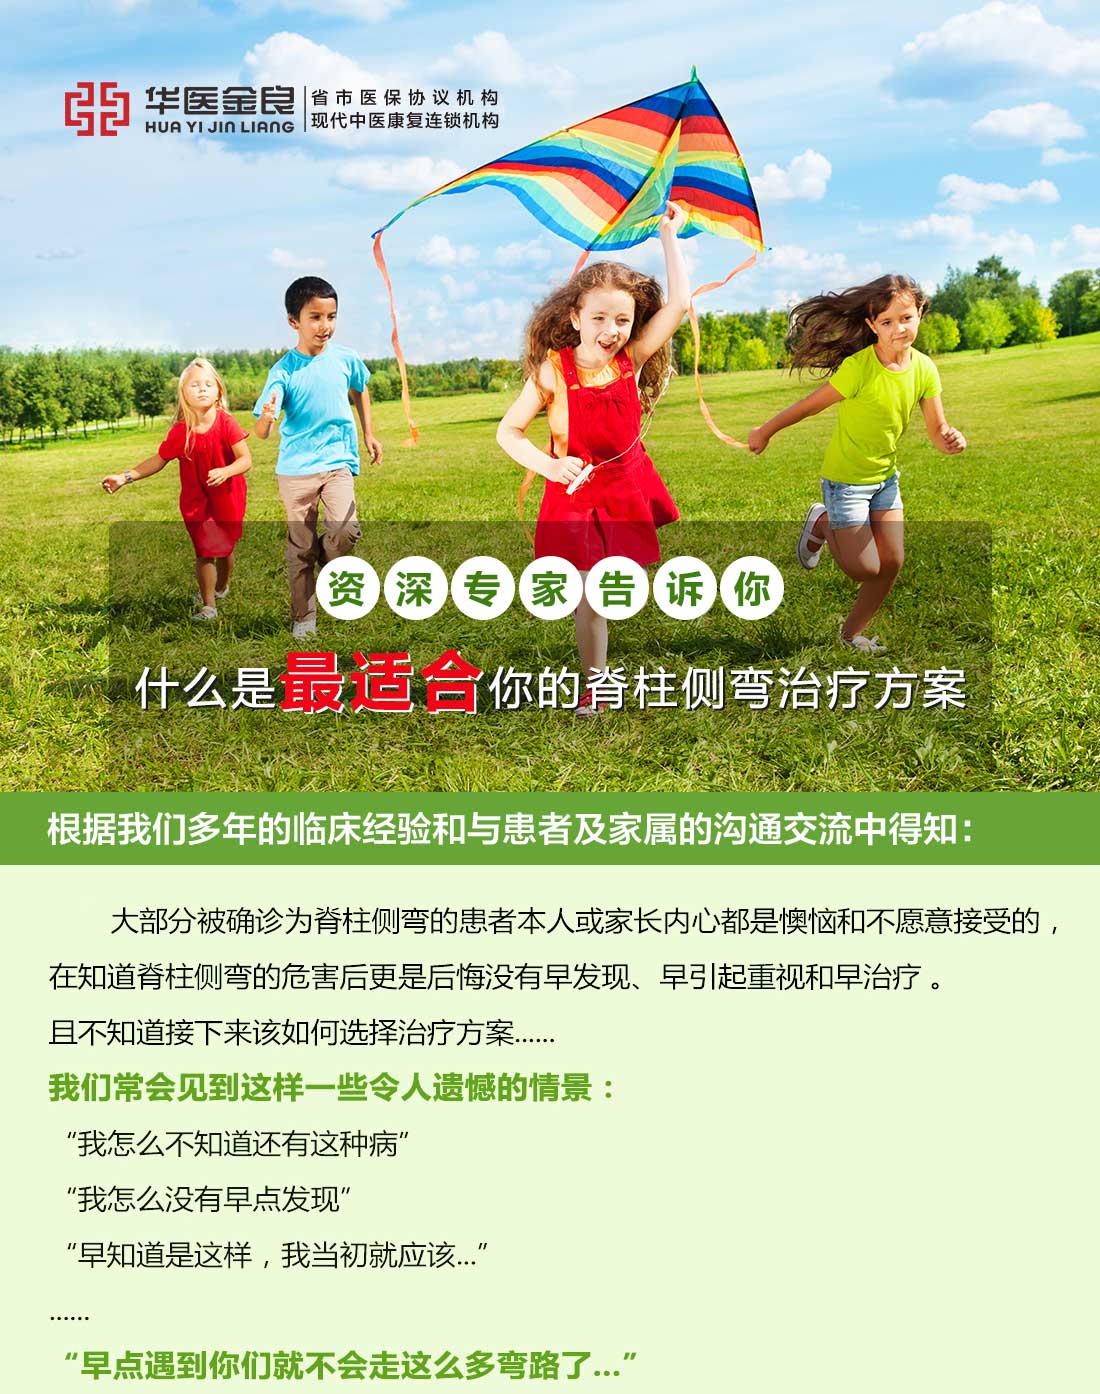 华医金良
HUA YI JIN LIANG
省市医保协议机构
现代中医康复连锁机构
资深专家告诉你
什么是最适合你的脊柱侧弯治疗方案
根据我们多年的临床经验和与患者及家属的沟通交流中得知：
大部分被确诊为脊柱侧弯的患者本人或家长内心都是懊恼和不愿意接受的，
在知道脊柱侧弯的危害后更是后悔没有早发现、早引起重视和早治疗 。
且不知道接下来该如何选择治疗方案......
我们常会见到这样一些令人遗憾的情景：
“我怎么不知道还有这种病”
“我怎么没有早点发现”
“早知道是这样，我当初就应该...”
......
“早点遇到你们就不会走这么多弯路了...”